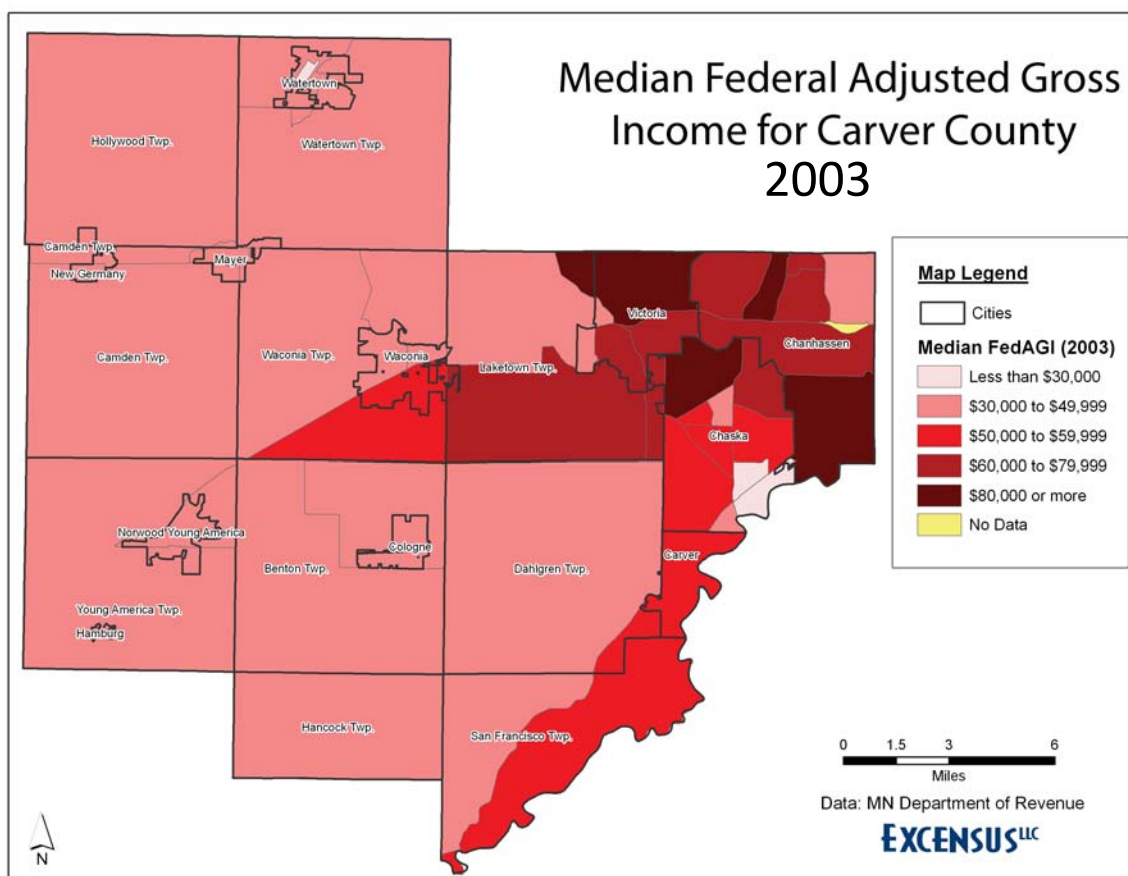 Median Federal Adjusted Gross
Income for Carver County
2003
Watertown
Hollywood Twp.
Watertown Twp.
Camden Twp.
Mayer
New Germany
Victoria
Chanhassen
Camden Twp.
Waconia Twp.
Waconia
Laketown Twp.
Chaska
Norwood Young America
Cologne
Carver
Benton Twp.
Dahlgren Twp.
Young America Twp.
Hamburg
Hancock Twp.
San Francisco Twp.
Map Legend
Cities
Median FedAGI (2003)
Less than $30,000
$30,000 to $49,999
$50,000 to $59,999
$60,000 to $79,999
$80,000 or more
No Data
0 1.5 3 6
Miles
Data: MN Department of Revenue
EXCENSUS LLC
N